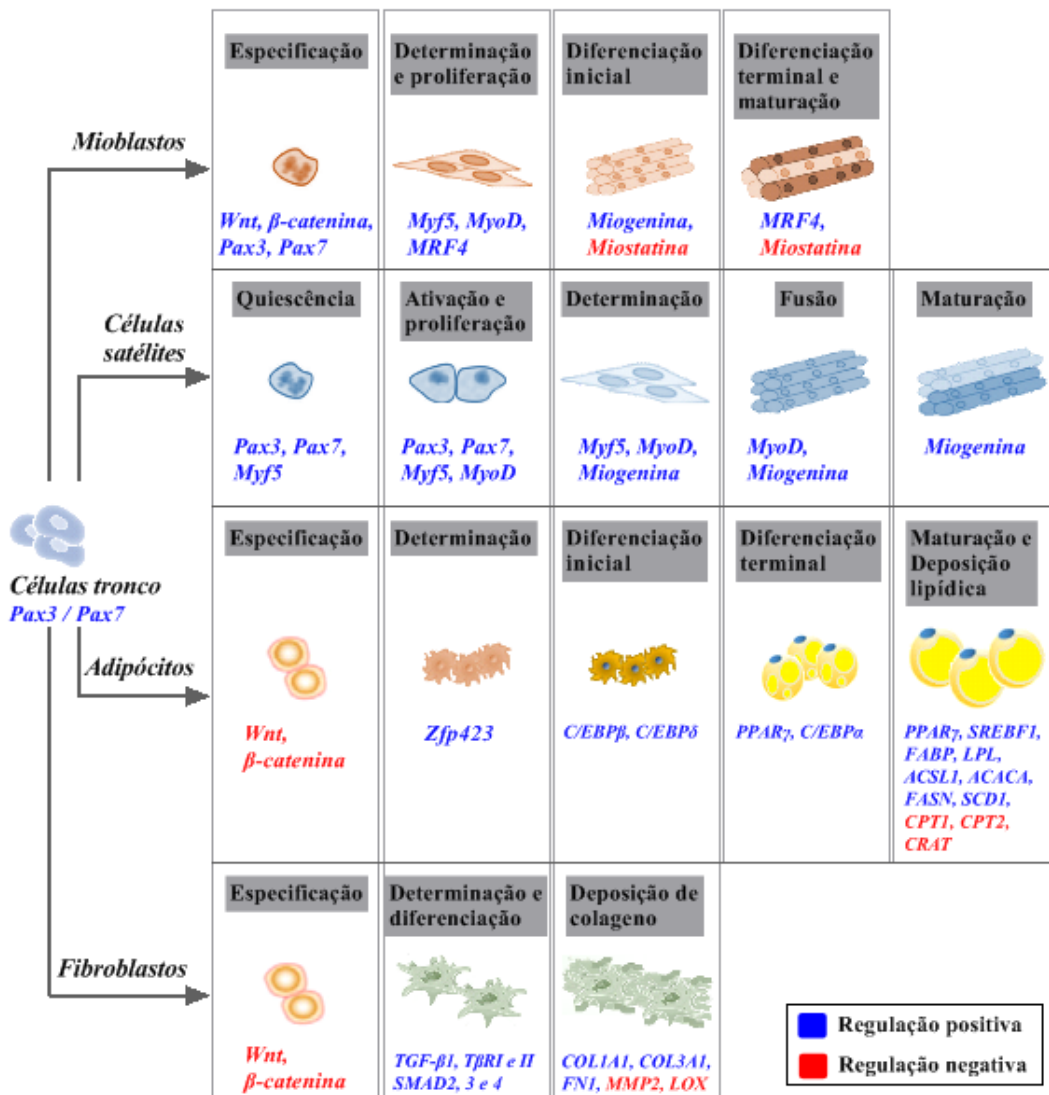 Mioblastos
Especificação
Wnt, β-catenina,
Pax3, Pax7
Determinação
e proliferação
Myf5, MyoD,
MRF4
Diferenciação
inicial
Miogenina,
Miostatina
Diferenciação
terminal e
maturação
MRF4,
Miostatina
Células
satélites
Quiescência
Pax3, Pax7,
Myf5
Ativação e
proliferação
Pax3, Pax7,
Myf5, MyoD
Determinação
Myf5, MyoD,
Miogenina
Fusão
MyoD,
Miogenina
Maturação
Miogenina
Células tronco
Pax3 / Pax7
Adipócitos
Especificação
Wnt,
β-catenina
Determinação
Zfp423
Diferenciação
inicial
C/EBPβ, C/EBPδ
Diferenciação
terminal
PPARγ, C/EBPα
Maturação e
Deposição
lipídica
PPARγ, SREBF1,
FABP, LPL,
ACSL1, ACACA,
FASN, SCD1,
CPT1, CPT2,
CRAT
Fibroblastos
Especificação
Wnt,
β-catenina
Determinação e
diferenciação
TGF-β1, TβRI e II
SMAD2, 3 e 4
Deposição de
colageno
COL1A1, COL3A1,
FN1, MMP2, LOX
Regulação positiva
Regulação negativa